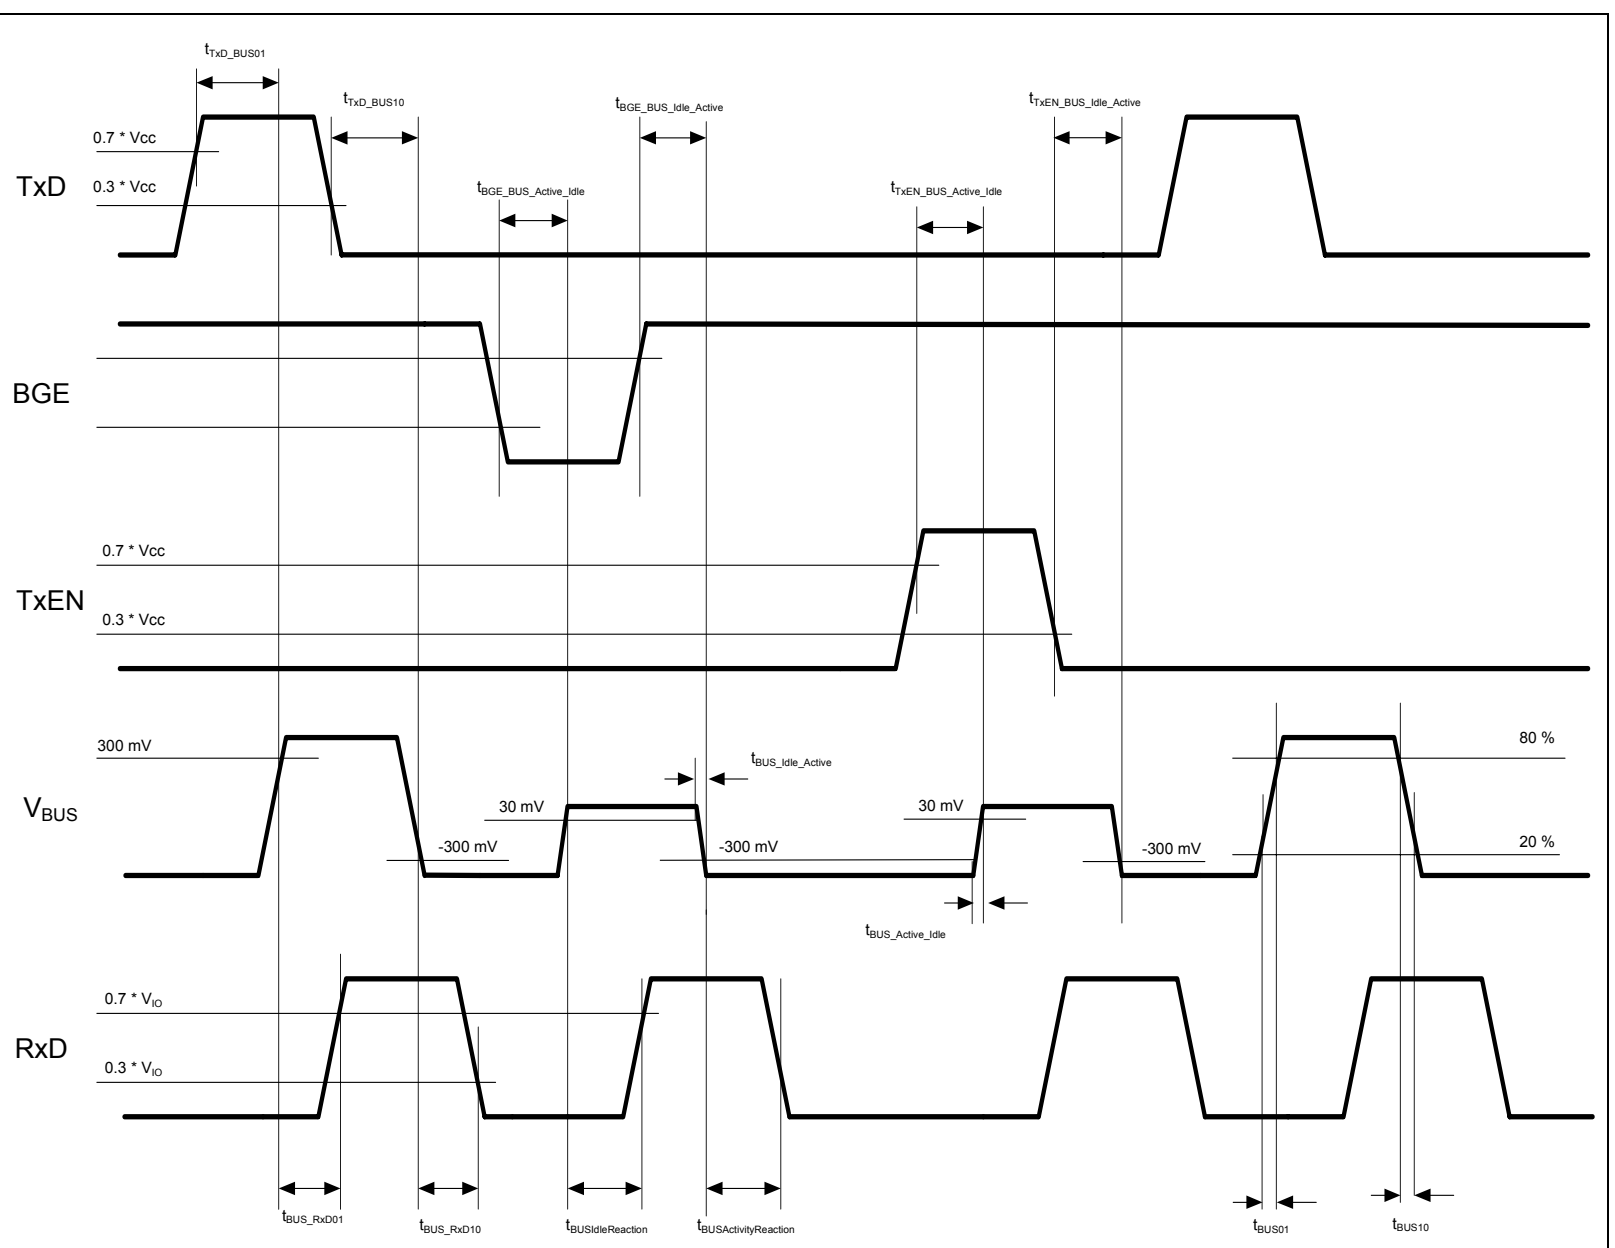 tTxD_BUS01
tTxD_BUS10
tBGE_BUS_Idle_Active
tTxEN_BUS_Idle_Active
0.7 * Vcc
TxD
0.3 * Vcc
tBGE_BUS_Active_Idle
tTxEN_BUS_Active_Idle
BGE
0.7 * Vcc
TxEN
0.3 * Vcc
300 mV
tBUS_Idle_Active
80 %
VBUS
30 mV
30 mV
-300 mV
-300 mV
-300 mV
20 %
tBUS_Active_Idle
0.7 * VIO
RxD
0.3 * VIO
tBUS_RxD01
tBUS_RxD10
tBUSIdleReaction
tBUSActivityReaction
tBUS01
tBUS10